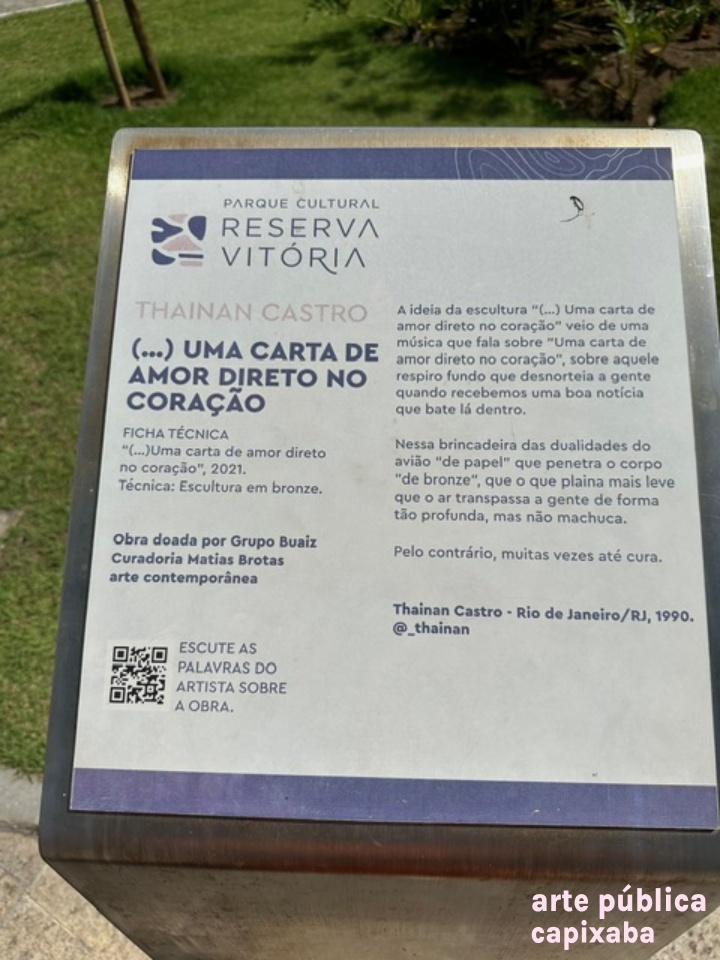 PARQUE CULTURAL
RESERVA
VITÓRIA
THAINAN CASTRO
(...) UMA CARTA DE
AMOR DIRETO NO
CORAÇÃO
FICHA TÉCNICA
“(...)Uma carta de amor direto
no coração”, 2021.
Técnica: Escultura em bronze.
Obra doada por Grupo Buaiz
Curadoria Matias Brotas
arte contemporânea
ESCUTE AS
PALAVRAS DO
ARTISTA SOBRE
A OBRA.
A ideia da escultura “(...) Uma carta de
amor direto no coração” veio de uma
música que fala sobre “Uma carta de
amor direto no coração”, sobre aquele
respiro fundo que desnorteia a gente
quando recebemos uma boa notícia
que bate lá dentro.
Nessa brincadeira das dualidades do
avião “de papel” que penetra o corpo
“de bronze”, que o que plaina mais leve
que o ar transpassa a gente de forma
tão profunda, mas não machuca.
Pelo contrário, muitas vezes até cura.
Thainan Castro - Rio de Janeiro/RJ, 1990.
@_thainan
arte pública
capixaba